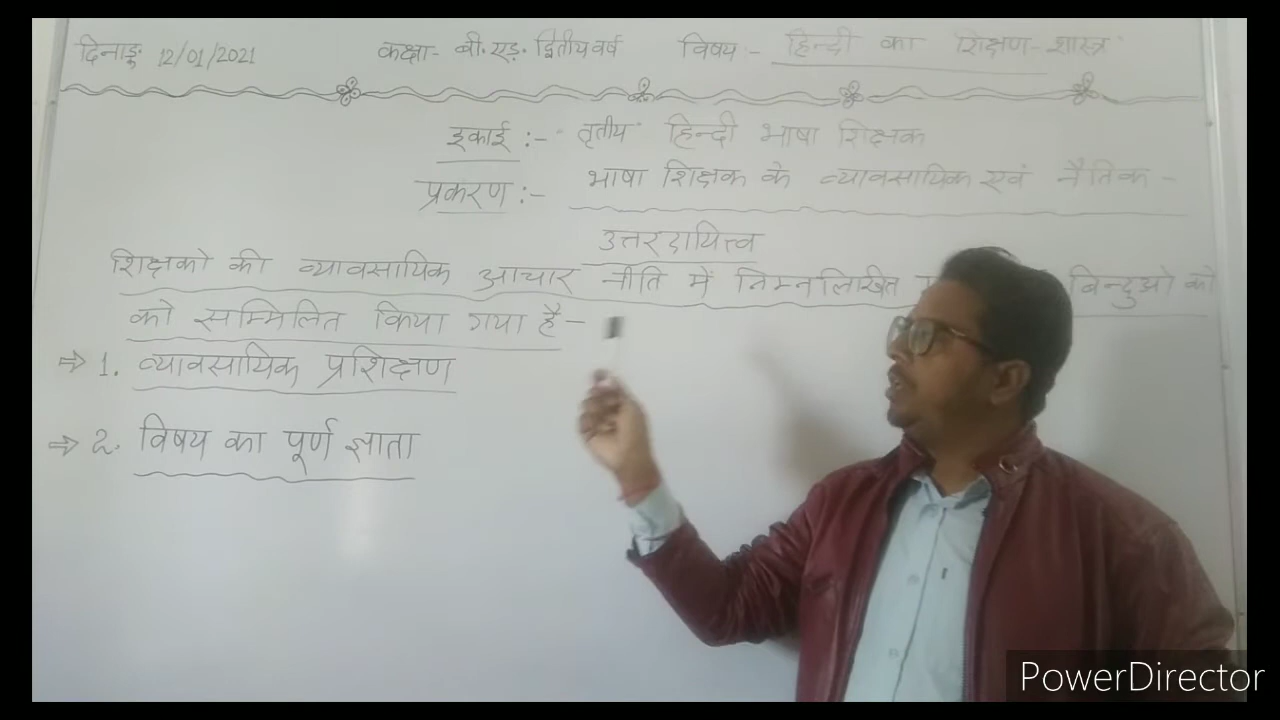 दिनाङ्क 12/01/2021 कक्षा- बी.एड़. द्वितीय वर्ष विषय- हिन्दी का शिक्षण-शास्त्र
इकाई :- तृतीय हिन्दी भाषा शिक्षक
प्रकरण :- भाषा शिक्षक के व्यावसायिक एवं नैतिक-
उत्तरदायित्व
शिक्षको की व्यावसायिक आचार नीति में निम्नलिखित बिन्दुओ को
को सम्मिलित किया गया है-
⇒ 1. व्यावसायिक प्रशिक्षण
⇒ 2. विषय का पूर्ण ज्ञाता
PowerDirector